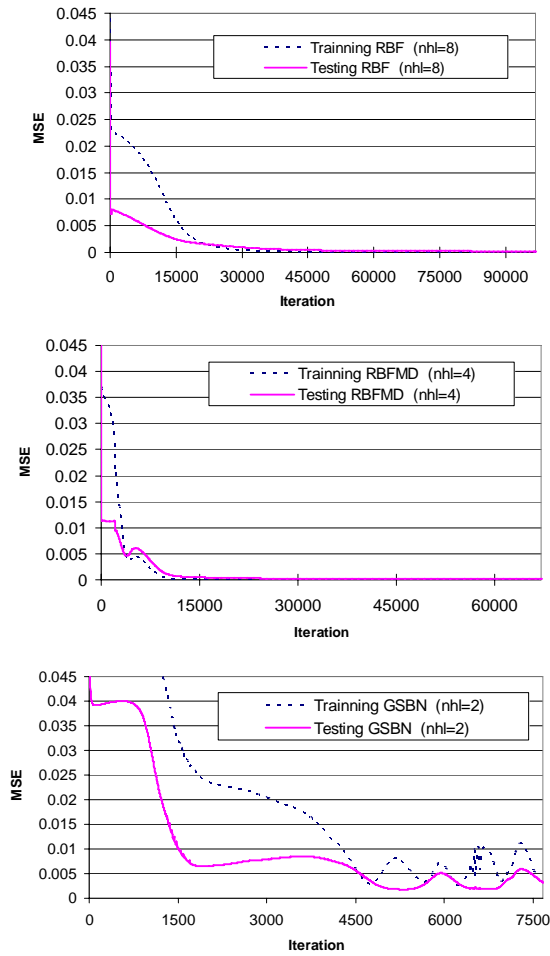 0.045
0.04
0.035
0.03
0.025
0.02
0.015
0.01
0.005
0
MSE
Trainning RBF (nhl=8)
Testing RBF (nhl=8)
0 15000 30000 45000 60000 75000 90000
Iteration
0.045
0.04
0.035
0.03
0.025
0.02
0.015
0.01
0.005
0
MSE
Trainning RBFMD (nhl=4)
Testing RBFMD (nhl=4)
0 15000 30000 45000 60000
Iteration
0.045
0.04
0.035
0.03
0.025
0.02
0.015
0.01
0.005
0
MSE
Trainning GSBN (nhl=2)
Testing GSBN (nhl=2)
0 1500 3000 4500 6000 7500
Iteration